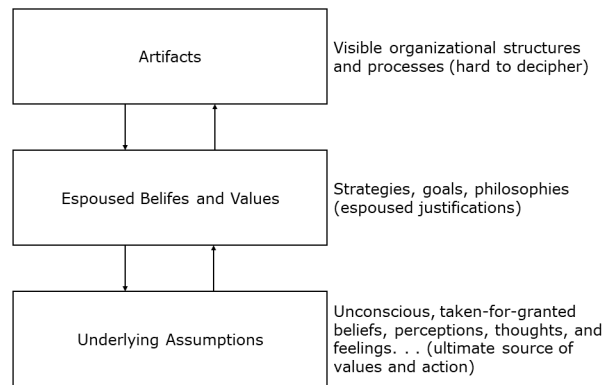 Artifacts
Visible organizational structures
and processes (hard to decipher)
Espoused Belifes and Values
Strategies, goals, philosophies
(espoused justifications)
Underlying Assumptions
Unconscious, taken-for-granted
beliefs, perceptions, thoughts, and
feelings. . . (ultimate source of
values and action)